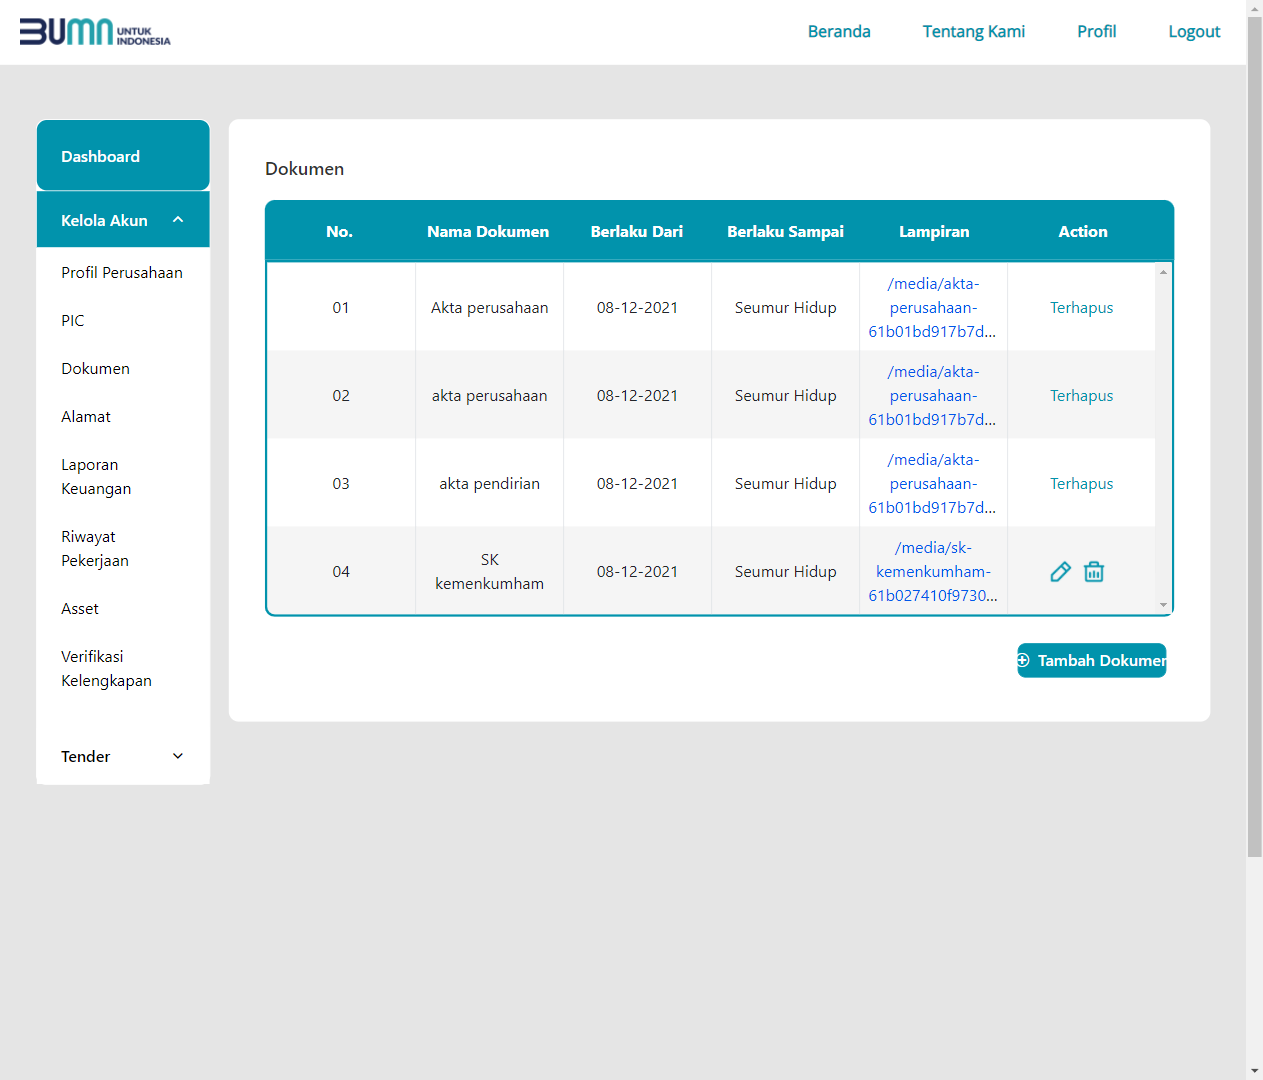 BUMN UNTUK INDONESIA
Beranda
Tentang Kami
Profil
Logout
Dashboard
Kelola Akun
Profil Perusahaan
PIC
Dokumen
Alamat
Laporan
Keuangan
Riwayat
Pekerjaan
Asset
Verifikasi
Kelengkapan
Tender
Dokumen
No. Nama Dokumen Berlaku Dari Berlaku Sampai Lampiran Action
01 Akta perusahaan 08-12-2021 Seumur Hidup /media/akta-
perusahaan-
61b01bd917b7d... Terhapus
02 akta perusahaan 08-12-2021 Seumur Hidup /media/akta-
perusahaan-
61b01bd917b7d... Terhapus
03 akta pendirian 08-12-2021 Seumur Hidup /media/akta-
perusahaan-
61b01bd917b7d... Terhapus
04 SK
kemenkumham 08-12-2021 Seumur Hidup /media/sk-
kemenkumham-
61b027410f9730...
Tambah Dokumen